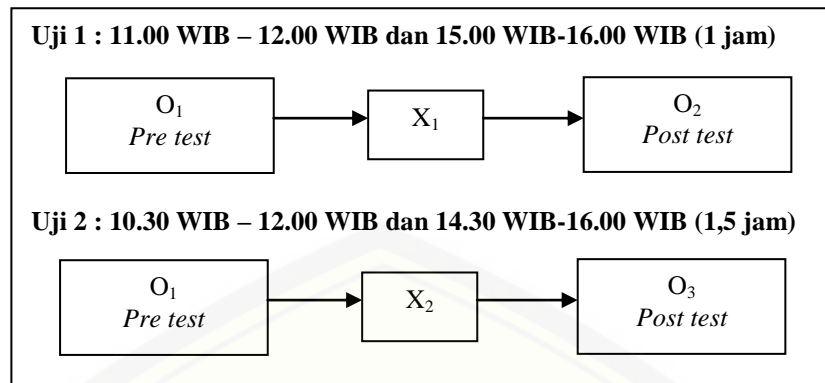 Uji 1 : 11.00 WIB – 12.00 WIB dan 15.00 WIB-16.00 WIB (1 jam)
O₁ X₁ O₂
Pre test Post test
Uji 2 : 10.30 WIB – 12.00 WIB dan 14.30 WIB-16.00 WIB (1,5 jam)
O₁ X₂ O₃
Pre test Post test